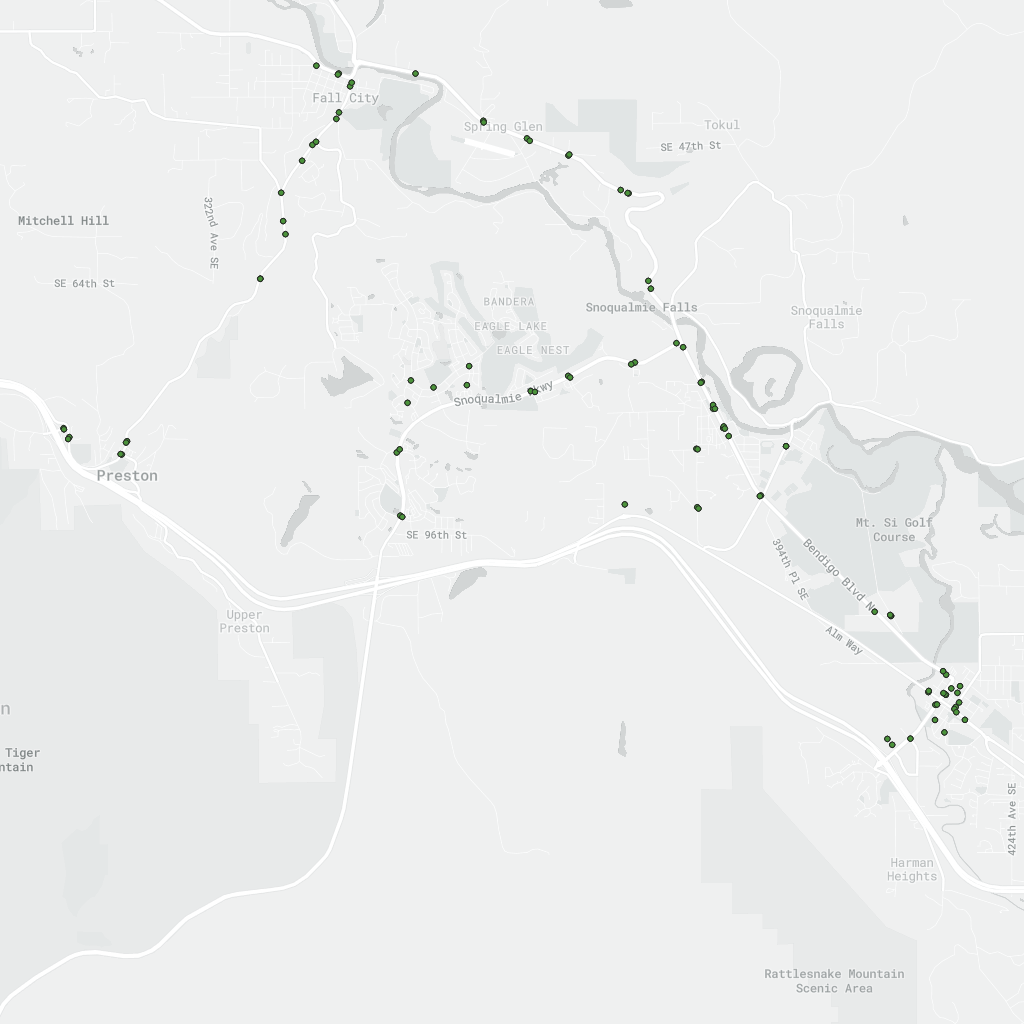 Fall City
Spring Glen
Tokul
SE 47th St
322nd Ave SE
Mitchell Hill
SE 64th St
BANDERA
EAGLE LAKE
EAGLE NEST
Snoqualmie Falls
Snoqualmie
Falls
Snoqualmie Pkwy
Preston
SE 96th St
Mt. Si Golf
Course
394th Pl SE
Bendigo Blvd N
Alm Way
Upper
Preston
Tiger
424th Ave SE
Harman
Heights
Rattlesnake Mountain
Scenic Area